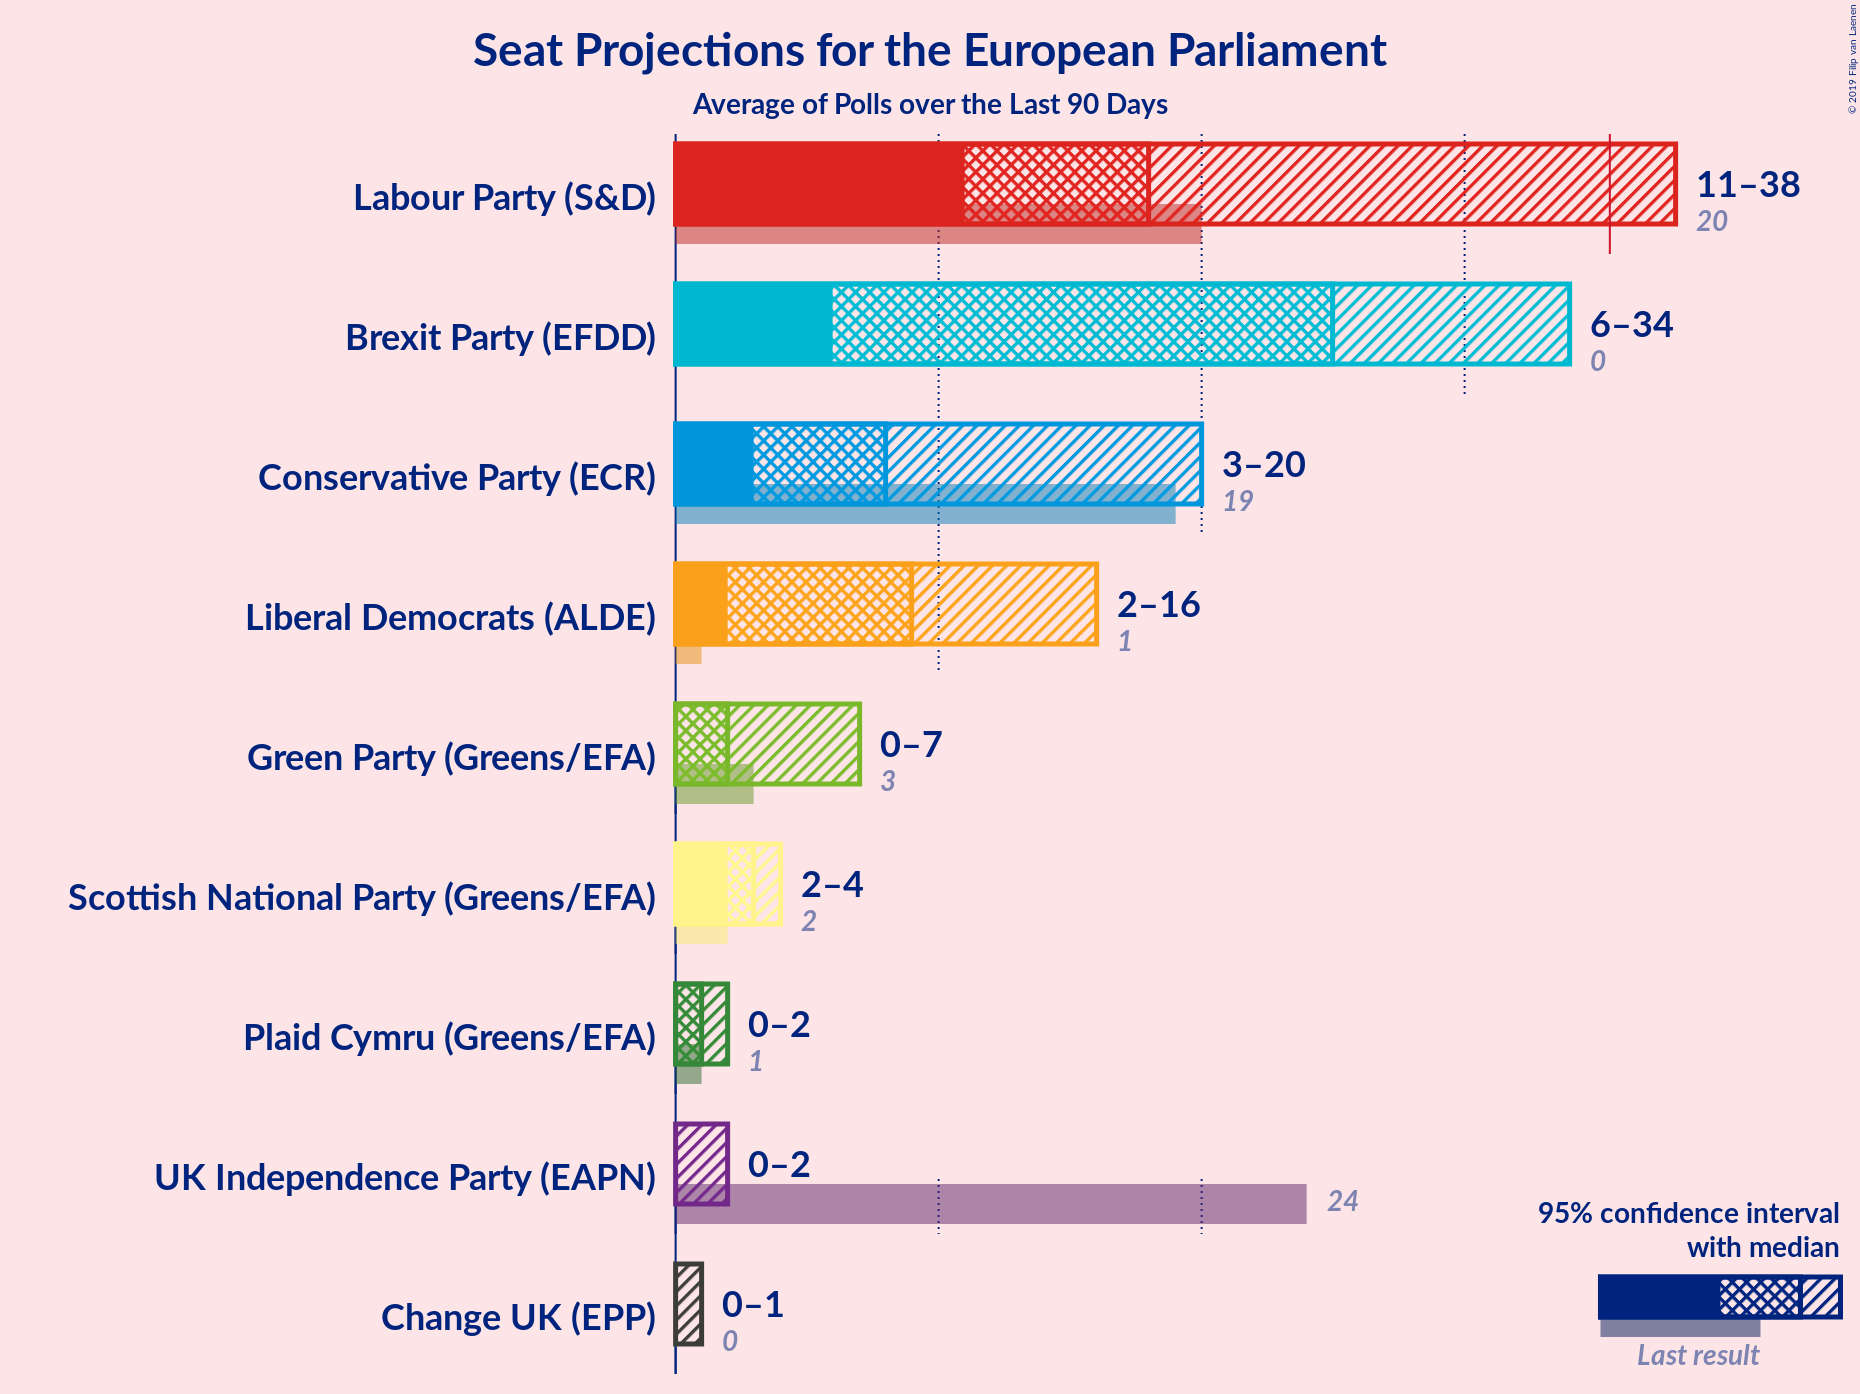 © 2019 Filip van Laenen
Seat Projections for the European Parliament
Average of Polls over the Last 90 Days
Labour Party (S&D)
11–38
20
Brexit Party (EFDD)
6–34
0
Conservative Party (ECR)
3–20
19
Liberal Democrats (ALDE)
2–16
1
Green Party (Greens/EFA)
0–7
3
Scottish National Party (Greens/EFA)
2–4
2
Plaid Cymru (Greens/EFA)
0–2
1
UK Independence Party (EAPN)
0–2
24
Change UK (EPP)
0–1
0
95% confidence interval
with median
Last result